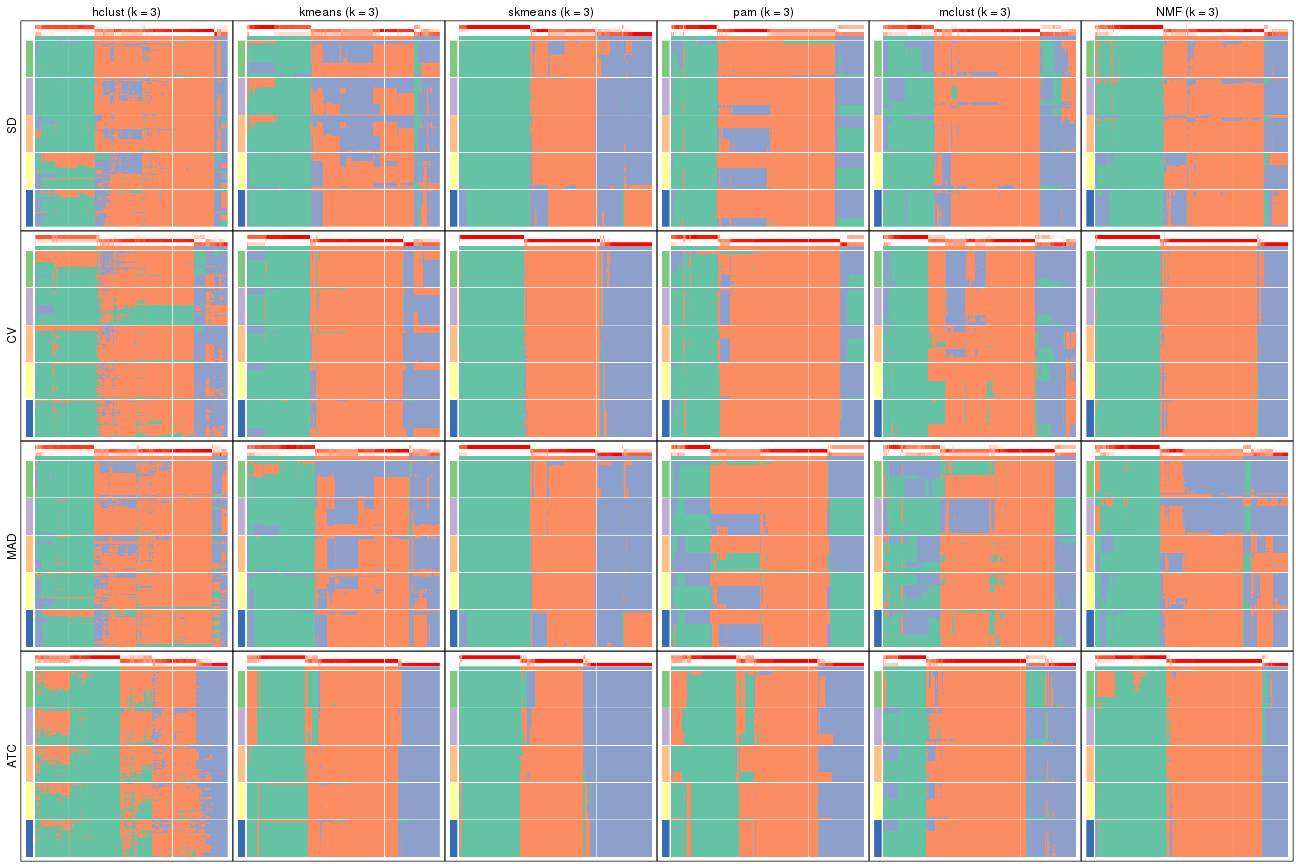 hclust (k = 3) kmeans (k = 3) skmeans (k = 3) pam (k = 3) mclust (k = 3) NMF (k = 3)
SD
CV
MAD
ATC